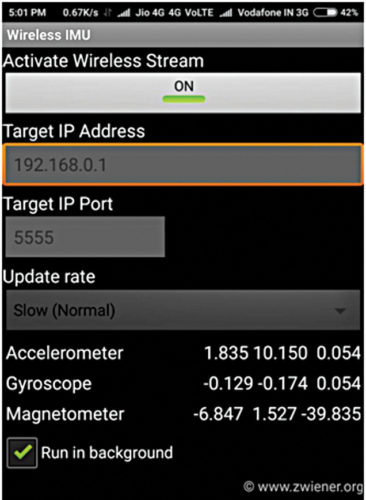 5:01 PM 0.67K/s Jio 4G 4G VoLTE Vodafone IN 3G 42%
Wireless IMU
Activate Wireless Stream
ON
Target IP Address
192.168.0.1
Target IP Port
5555
Update rate
Slow (Normal)
Accelerometer 1.835 10.150 0.054
Gyroscope -0.129 -0.174 0.054
Magnetometer -6.847 1.527 -39.835
Run in background
© www.zwiener.org